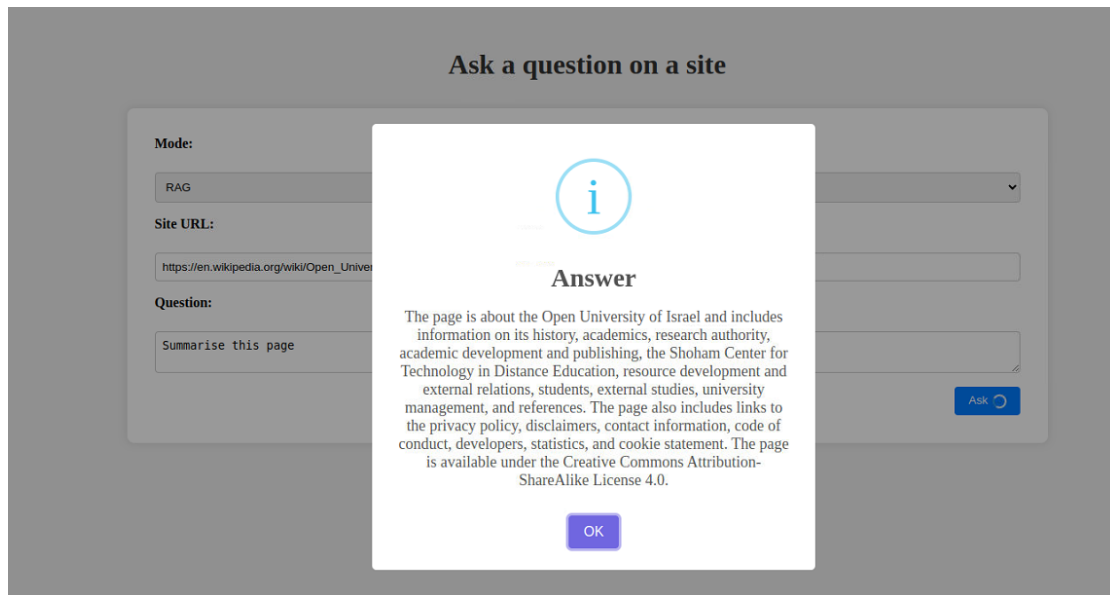 Ask a question on a site
Mode:
RAG
Site URL:
https://en.wikipedia.org/wiki/Open_Univer
Question:
Summarise this page
Ask
i
Answer
The page is about the Open University of Israel and includes
information on its history, academics, research authority,
academic development and publishing, the Shoham Center for
Technology in Distance Education, resource development and
external relations, students, external studies, university
management, and references. The page also includes links to
the privacy policy, disclaimers, contact information, code of
conduct, developers, statistics, and cookie statement. The page
is available under the Creative Commons Attribution-
ShareAlike License 4.0.
OK